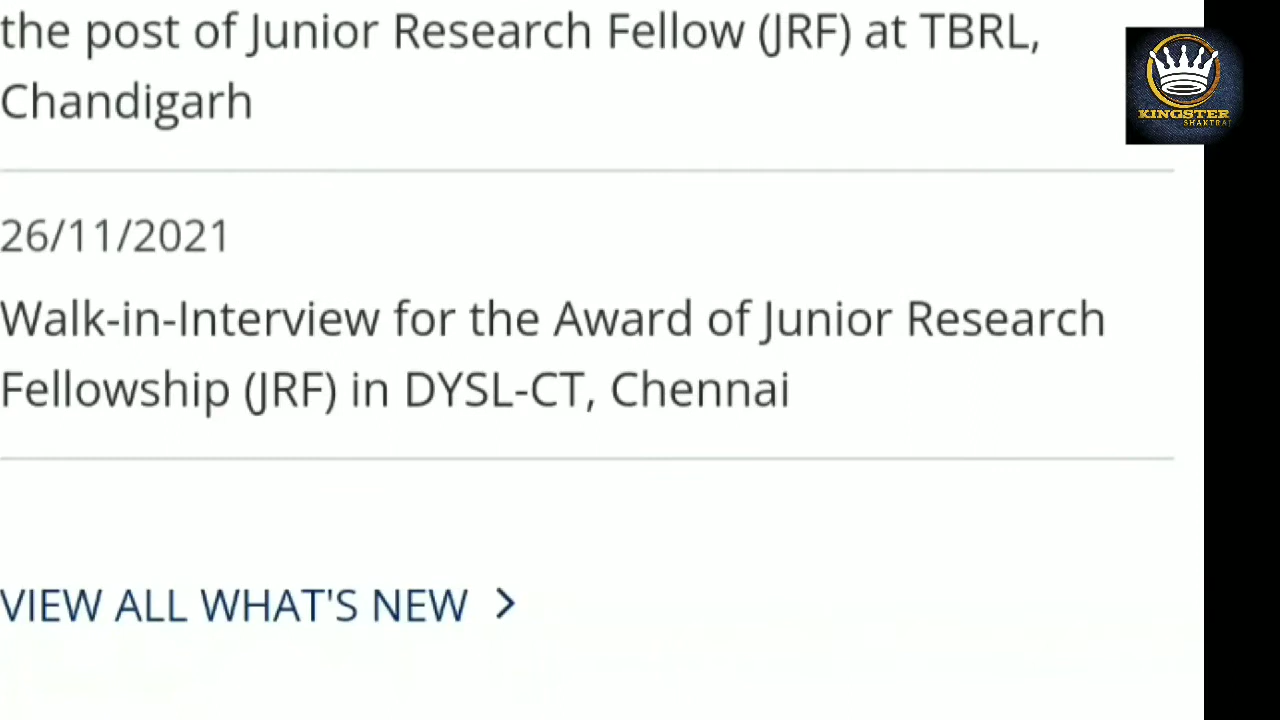 the post of Junior Research Fellow (JRF) at TBRL,
Chandigarh
KINGSTER
SHAKTRAJ
26/11/2021
Walk-in-Interview for the Award of Junior Research
Fellowship (JRF) in DYSL-CT, Chennai
VIEW ALL WHAT'S NEW